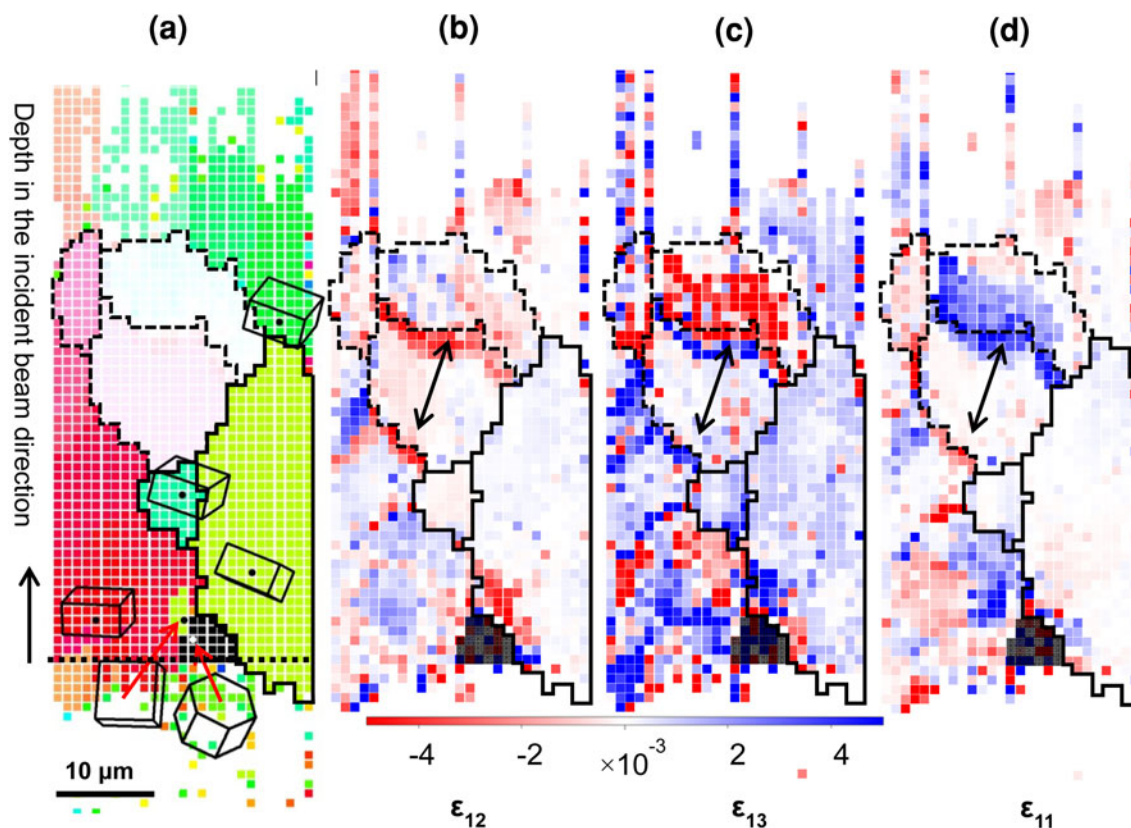 (a) (b) (c) (d)
Depth in the incident beam direction
10 μm
-4 -2 ×10⁻³ 2 4
ε₁₂ ε₁₃ ε₁₁